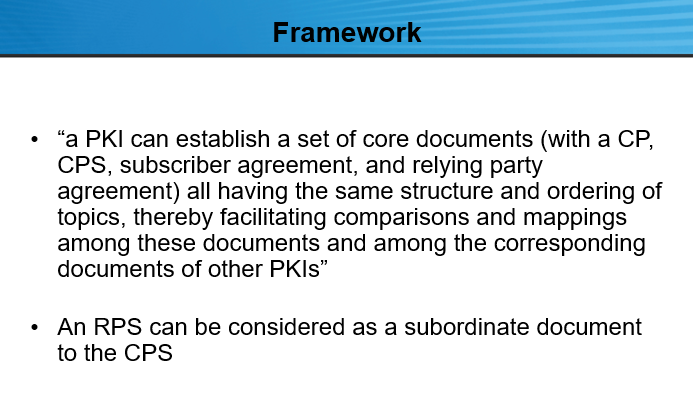 Framework
• “a PKI can establish a set of core documents (with a CP,
CPS, subscriber agreement, and relying party
agreement) all having the same structure and ordering of
topics, thereby facilitating comparisons and mappings
among these documents and among the corresponding
documents of other PKIs”
• An RPS can be considered as a subordinate document
to the CPS